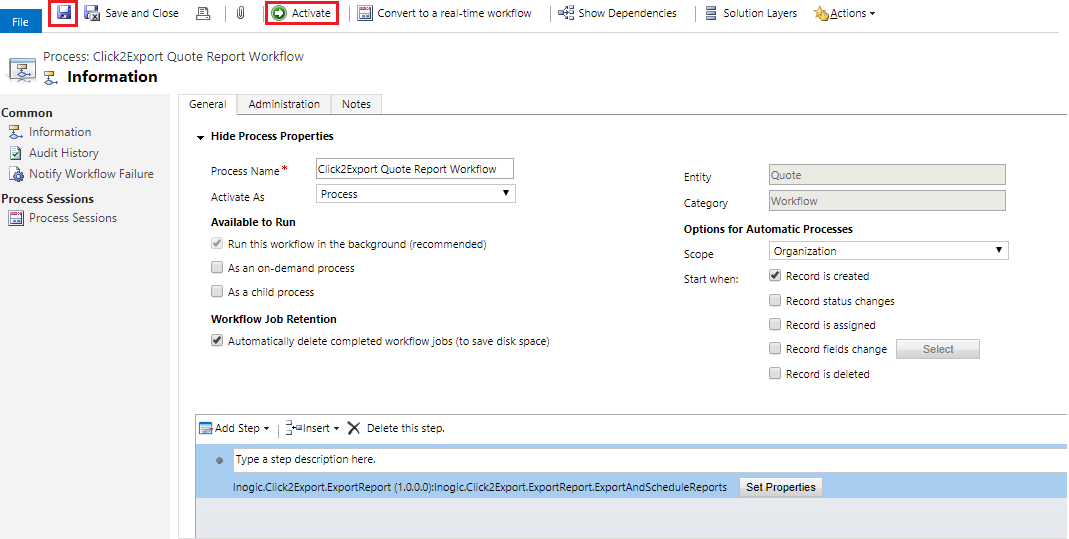 File
Save and Close
Activate
Convert to a real-time workflow
Show Dependencies
Solution Layers
Actions
Process: Click2Export Quote Report Workflow
Information
Common
Information
Audit History
Notify Workflow Failure
Process Sessions
Process Sessions
General
Administration
Notes
Hide Process Properties
Process Name*
Click2Export Quote Report Workflow
Activate As
Process
Available to Run
Run this workflow in the background (recommended)
As an on-demand process
As a child process
Workflow Job Retention
Automatically delete completed workflow jobs (to save disk space)
Entity
Quote
Category
Workflow
Options for Automatic Processes
Scope
Organization
Start when:
Record is created
Record status changes
Record is assigned
Record fields change
Select
Record is deleted
Add Step
Insert
Delete this step.
Type a step description here.
Inogic.Click2Export.ExportReport (1.0.0.0):Inogic.Click2Export.ExportReport.ExportAndScheduleReports
Set Properties